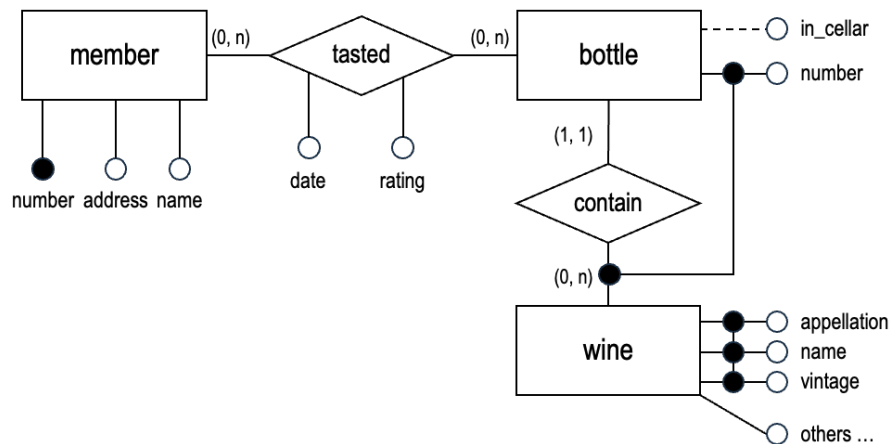 member
(0, n)
tasted
(0, n)
bottle
in_cellar
number
number
address
name
date
rating
(1, 1)
contain
(0, n)
wine
appellation
name
vintage
others ...